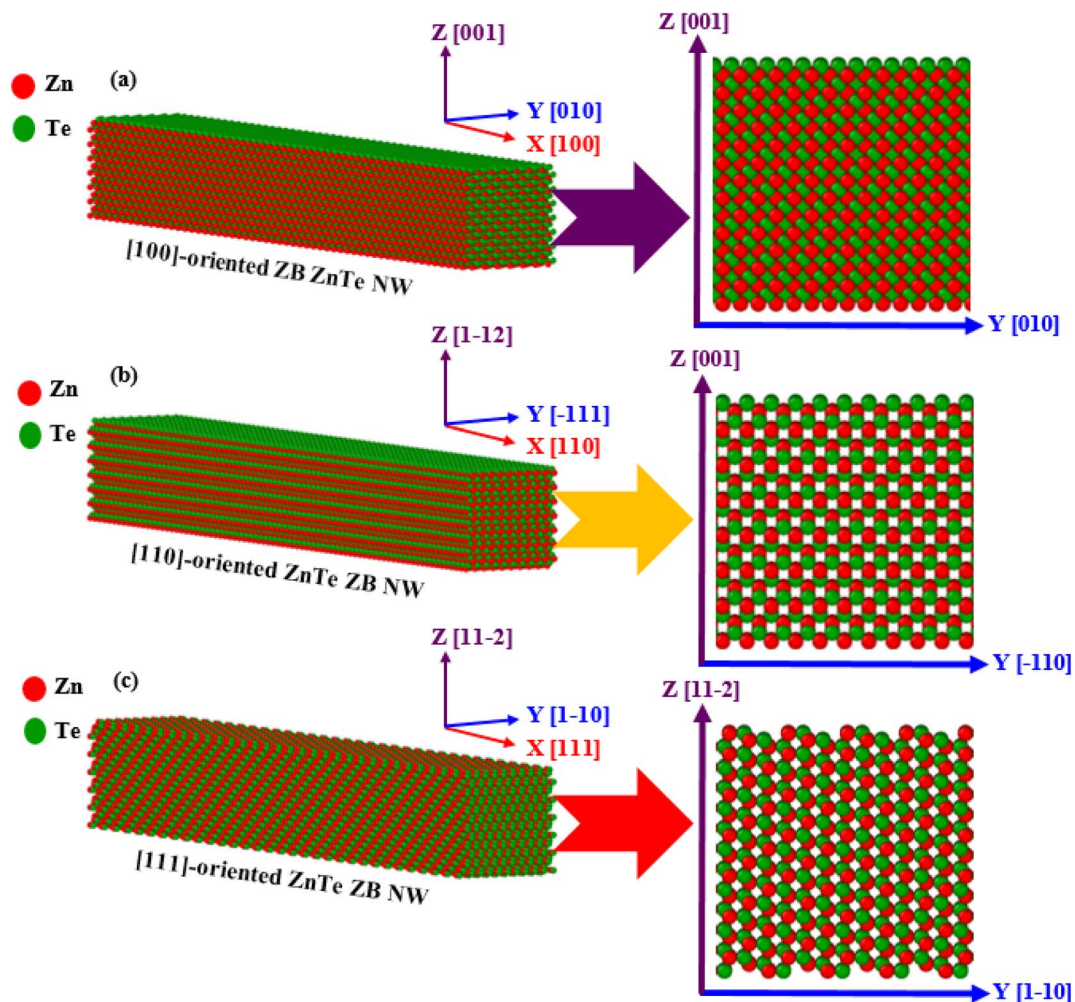 Z [001]
Z [001]
Zn
(a)
Te
Y [010]
X [100]
[100]-oriented ZB ZnTe NW
Y [010]
Z [1-12]
Z [001]
Zn
(b)
Te
Y [-111]
X [110]
[110]-oriented ZnTe ZB NW
Y [-110]
Z [11-2]
Z [11-2]
Zn
(c)
Te
Y [1-10]
X [111]
[111]-oriented ZnTe ZB NW
Y [1-10]